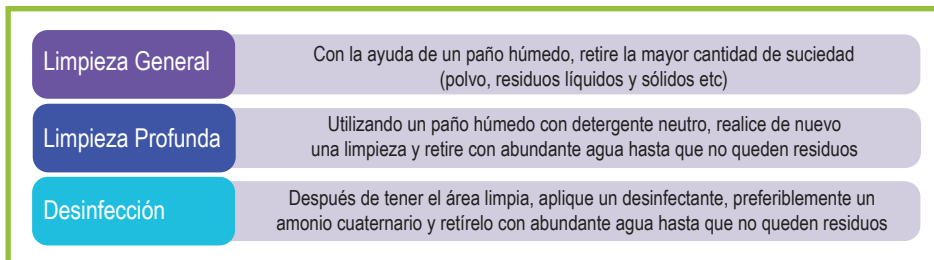 Limpieza General
Con la ayuda de un paño húmedo, retire la mayor cantidad de suciedad
(polvo, residuos líquidos y sólidos etc)
Limpieza Profunda
Utilizando un paño húmedo con detergente neutro, realice de nuevo
una limpieza y retire con abundante agua hasta que no queden residuos
Desinfección
Después de tener el área limpia, aplique un desinfectante, preferiblemente un
amonio cuaternario y retírelo con abundante agua hasta que no queden residuos